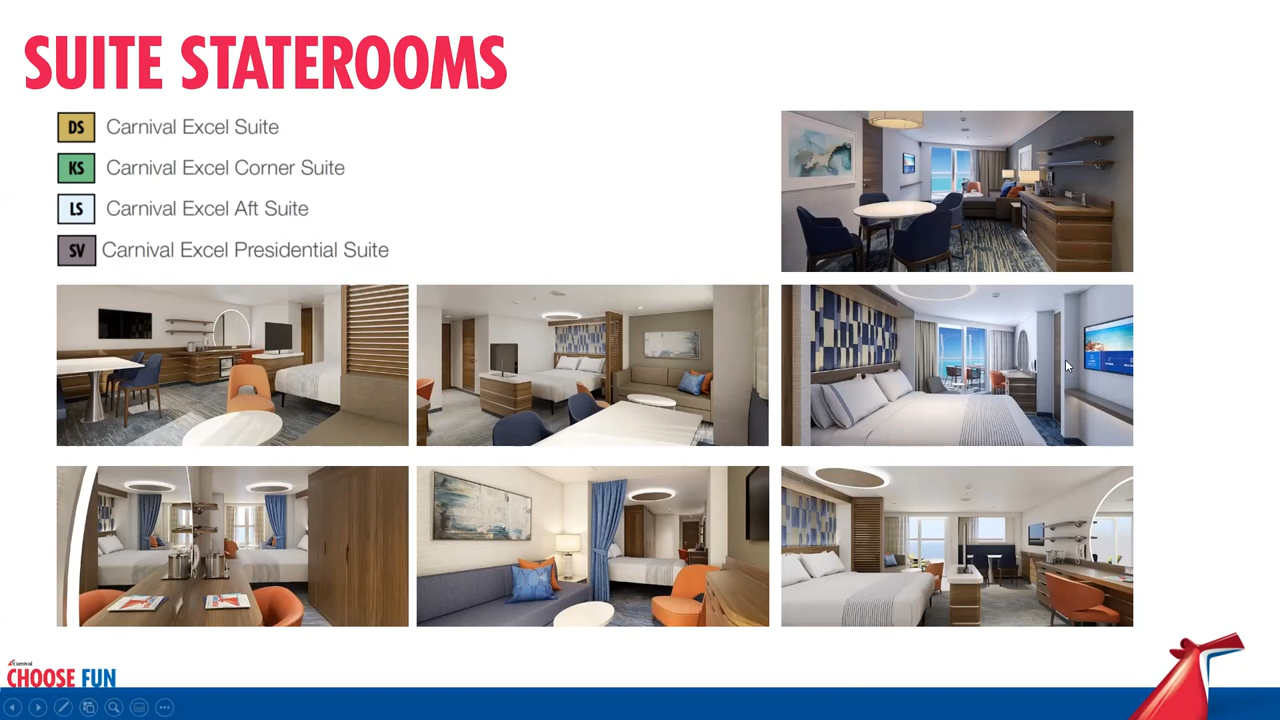 SUITE STATEROOMS
DS Carnival Excel Suite
KS Carnival Excel Corner Suite
LS Carnival Excel Aft Suite
SV Carnival Excel Presidential Suite
Carnival
CHOOSE FUN